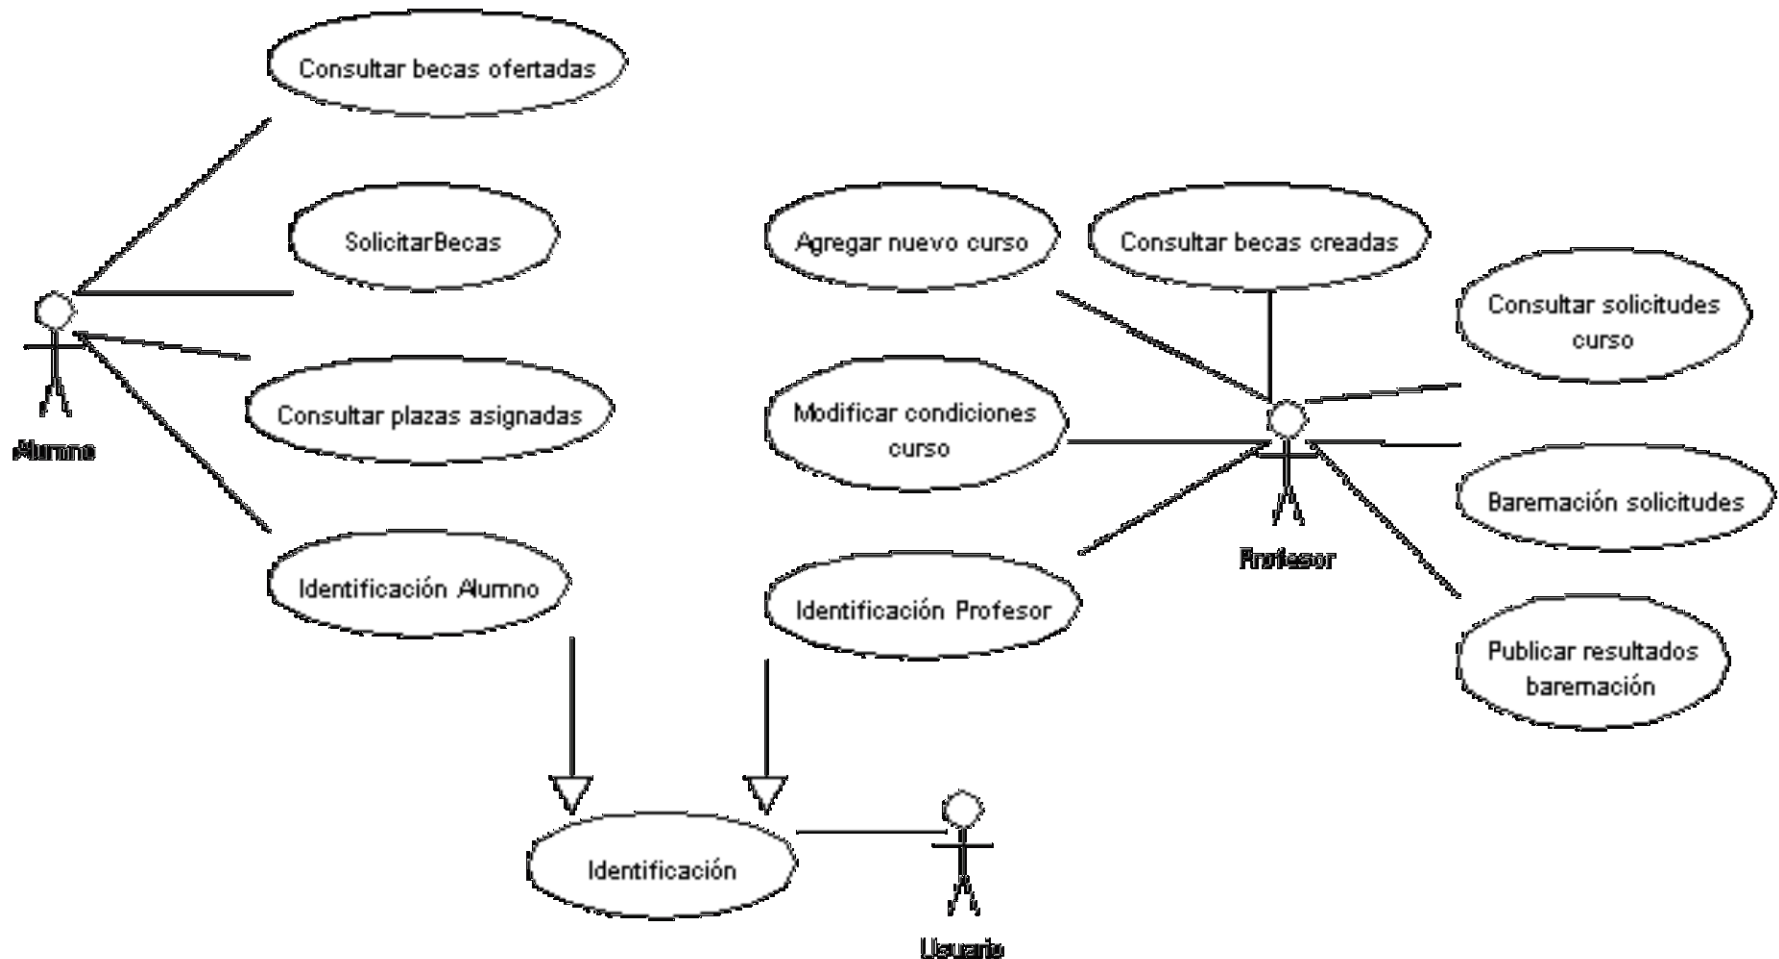 Consultar becas ofertadas
SolicitarBecas
Agregar nuevo curso
Consultar becas creadas
Consultar solicitudes
curso
Consultar plazas asignadas
Modificar condiciones
curso
Alumno
Baremación solicitudes
Profesor
Identificación Alumno
Identificación Profesor
Publicar resultados
baremación
Identificación
Usuario